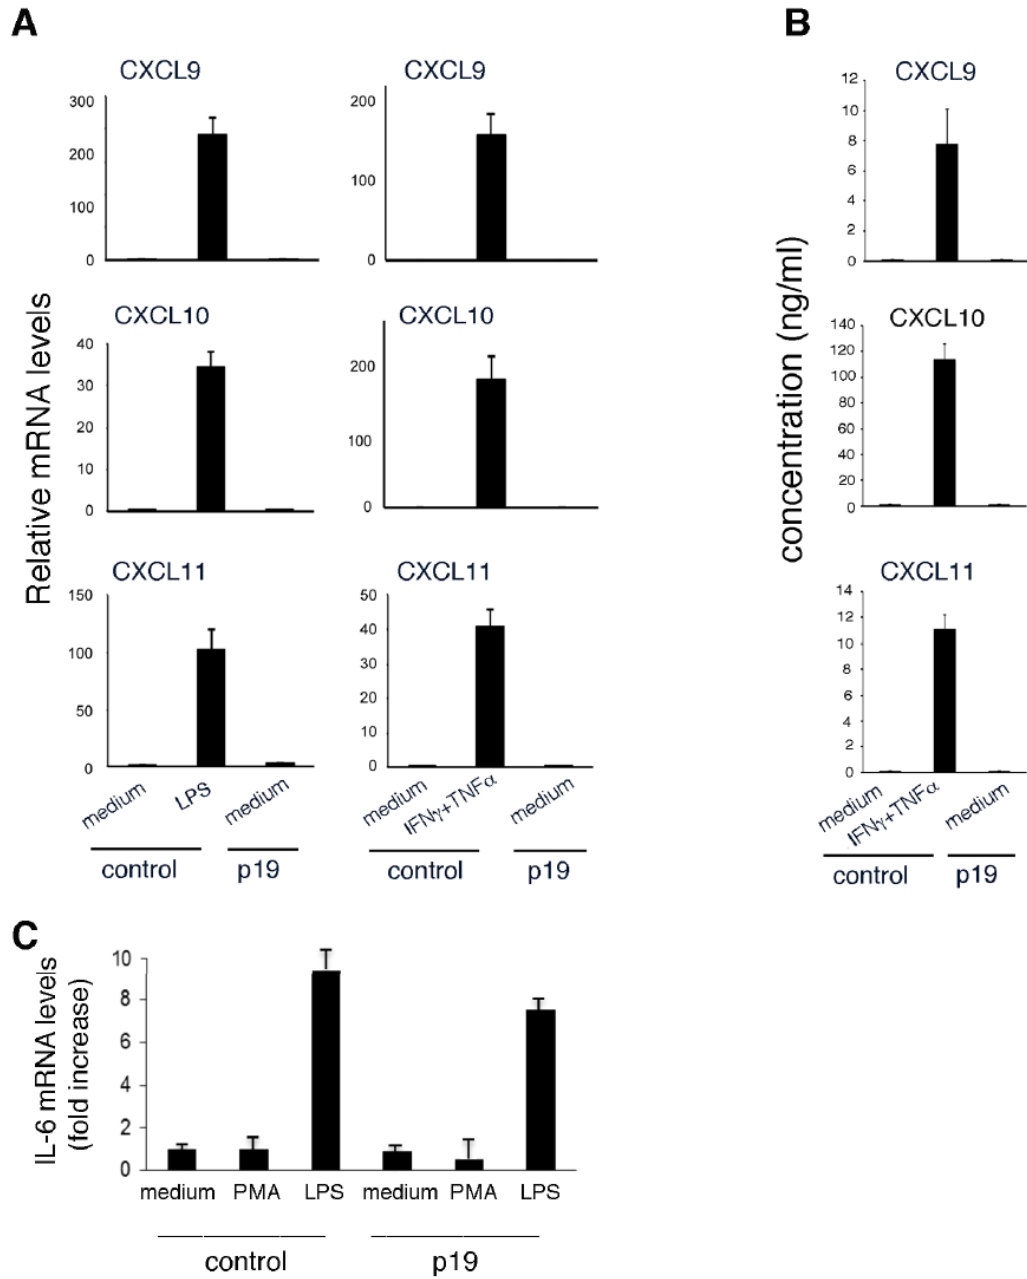 A
B
CXCL9
CXCL9
CXCL9
300
200
100
0
200
100
0
12
10
8
6
4
2
0
Relative mRNA levels
concentration (ng/ml)
CXCL10
CXCL10
CXCL10
40
30
20
10
0
200
100
0
140
120
100
80
60
40
20
0
CXCL11
CXCL11
CXCL11
150
100
50
0
50
40
30
20
10
0
14
12
10
8
6
4
2
0
medium
LPS
medium
medium
IFNγ+TNFα
medium
medium
IFNγ+TNFα
medium
control
p19
control
p19
control
p19
C
IL-6 mRNA levels
(fold increase)
10
8
6
4
2
0
medium PMA LPS medium PMA LPS
control
p19